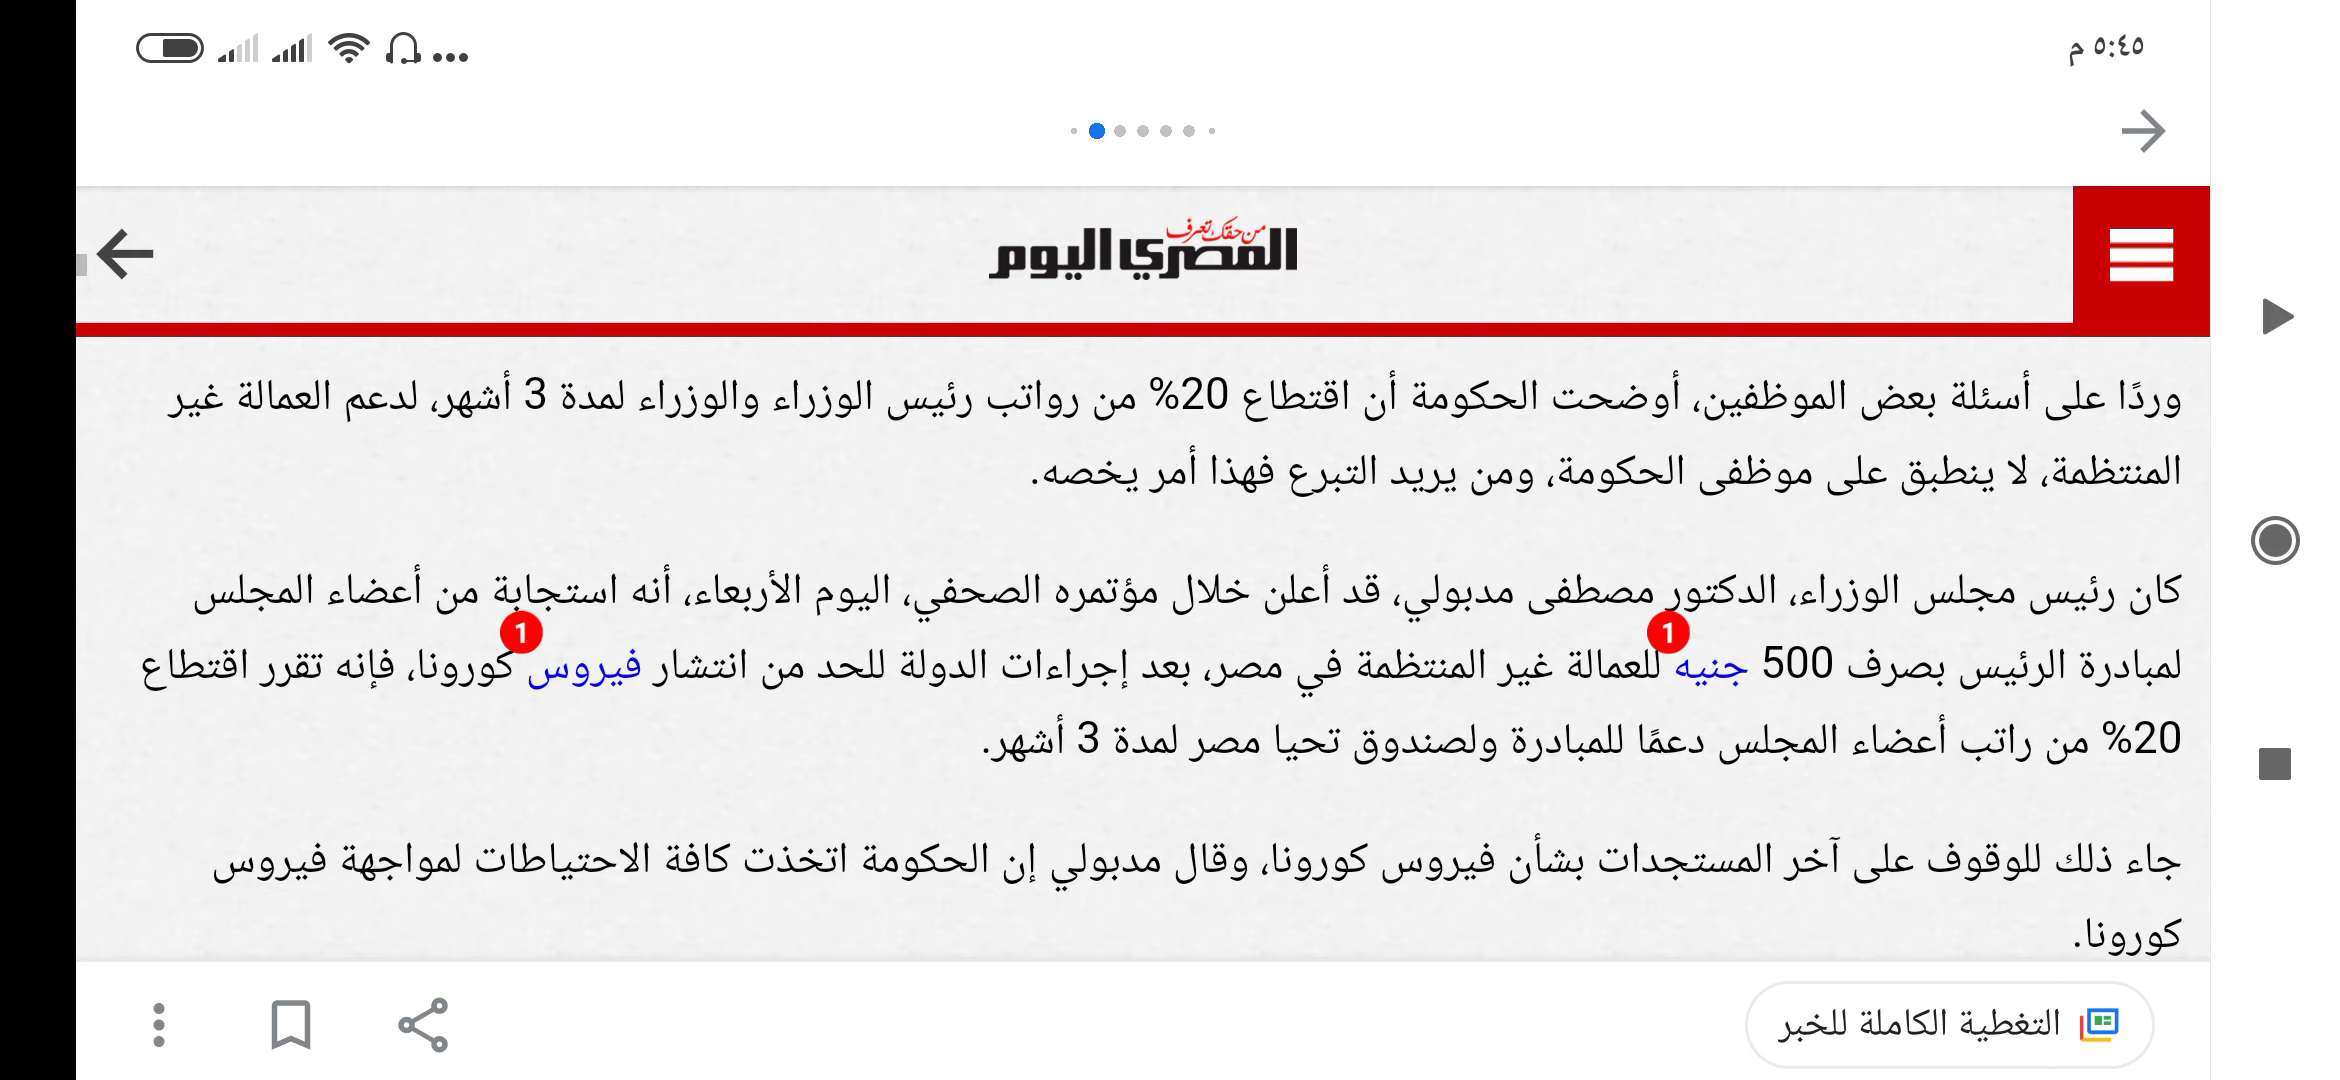 ٥:٤٥ م
من حقك تعرف
المصري اليوم
وردًا على أسئلة بعض الموظفين، أوضحت الحكومة أن اقتطاع 20% من رواتب رئيس الوزراء والوزراء لمدة 3 أشهر، لدعم العمالة غير
المنتظمة، لا ينطبق على موظفى الحكومة، ومن يريد التبرع فهذا أمر يخصه.
كان رئيس مجلس الوزراء، الدكتور مصطفى مدبولي، قد أعلن خلال مؤتمره الصحفي، اليوم الأربعاء، أنه استجابة من أعضاء المجلس
1 1
لمبادرة الرئيس بصرف 500 جنيه للعمالة غير المنتظمة في مصر، بعد إجراءات الدولة للحد من انتشار فيروس كورونا، فإنه تقرر اقتطاع
20% من راتب أعضاء المجلس دعمًا للمبادرة ولصندوق تحيا مصر لمدة 3 أشهر.
جاء ذلك للوقوف على آخر المستجدات بشأن فيروس كورونا، وقال مدبولي إن الحكومة اتخذت كافة الاحتياطات لمواجهة فيروس
كورونا.
التغطية الكاملة للخبر